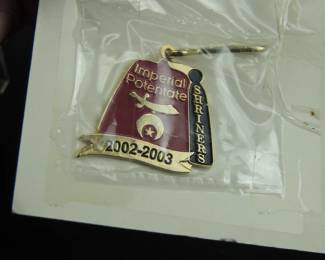 Imperial
Potentate
SHRINERS
2002-2003